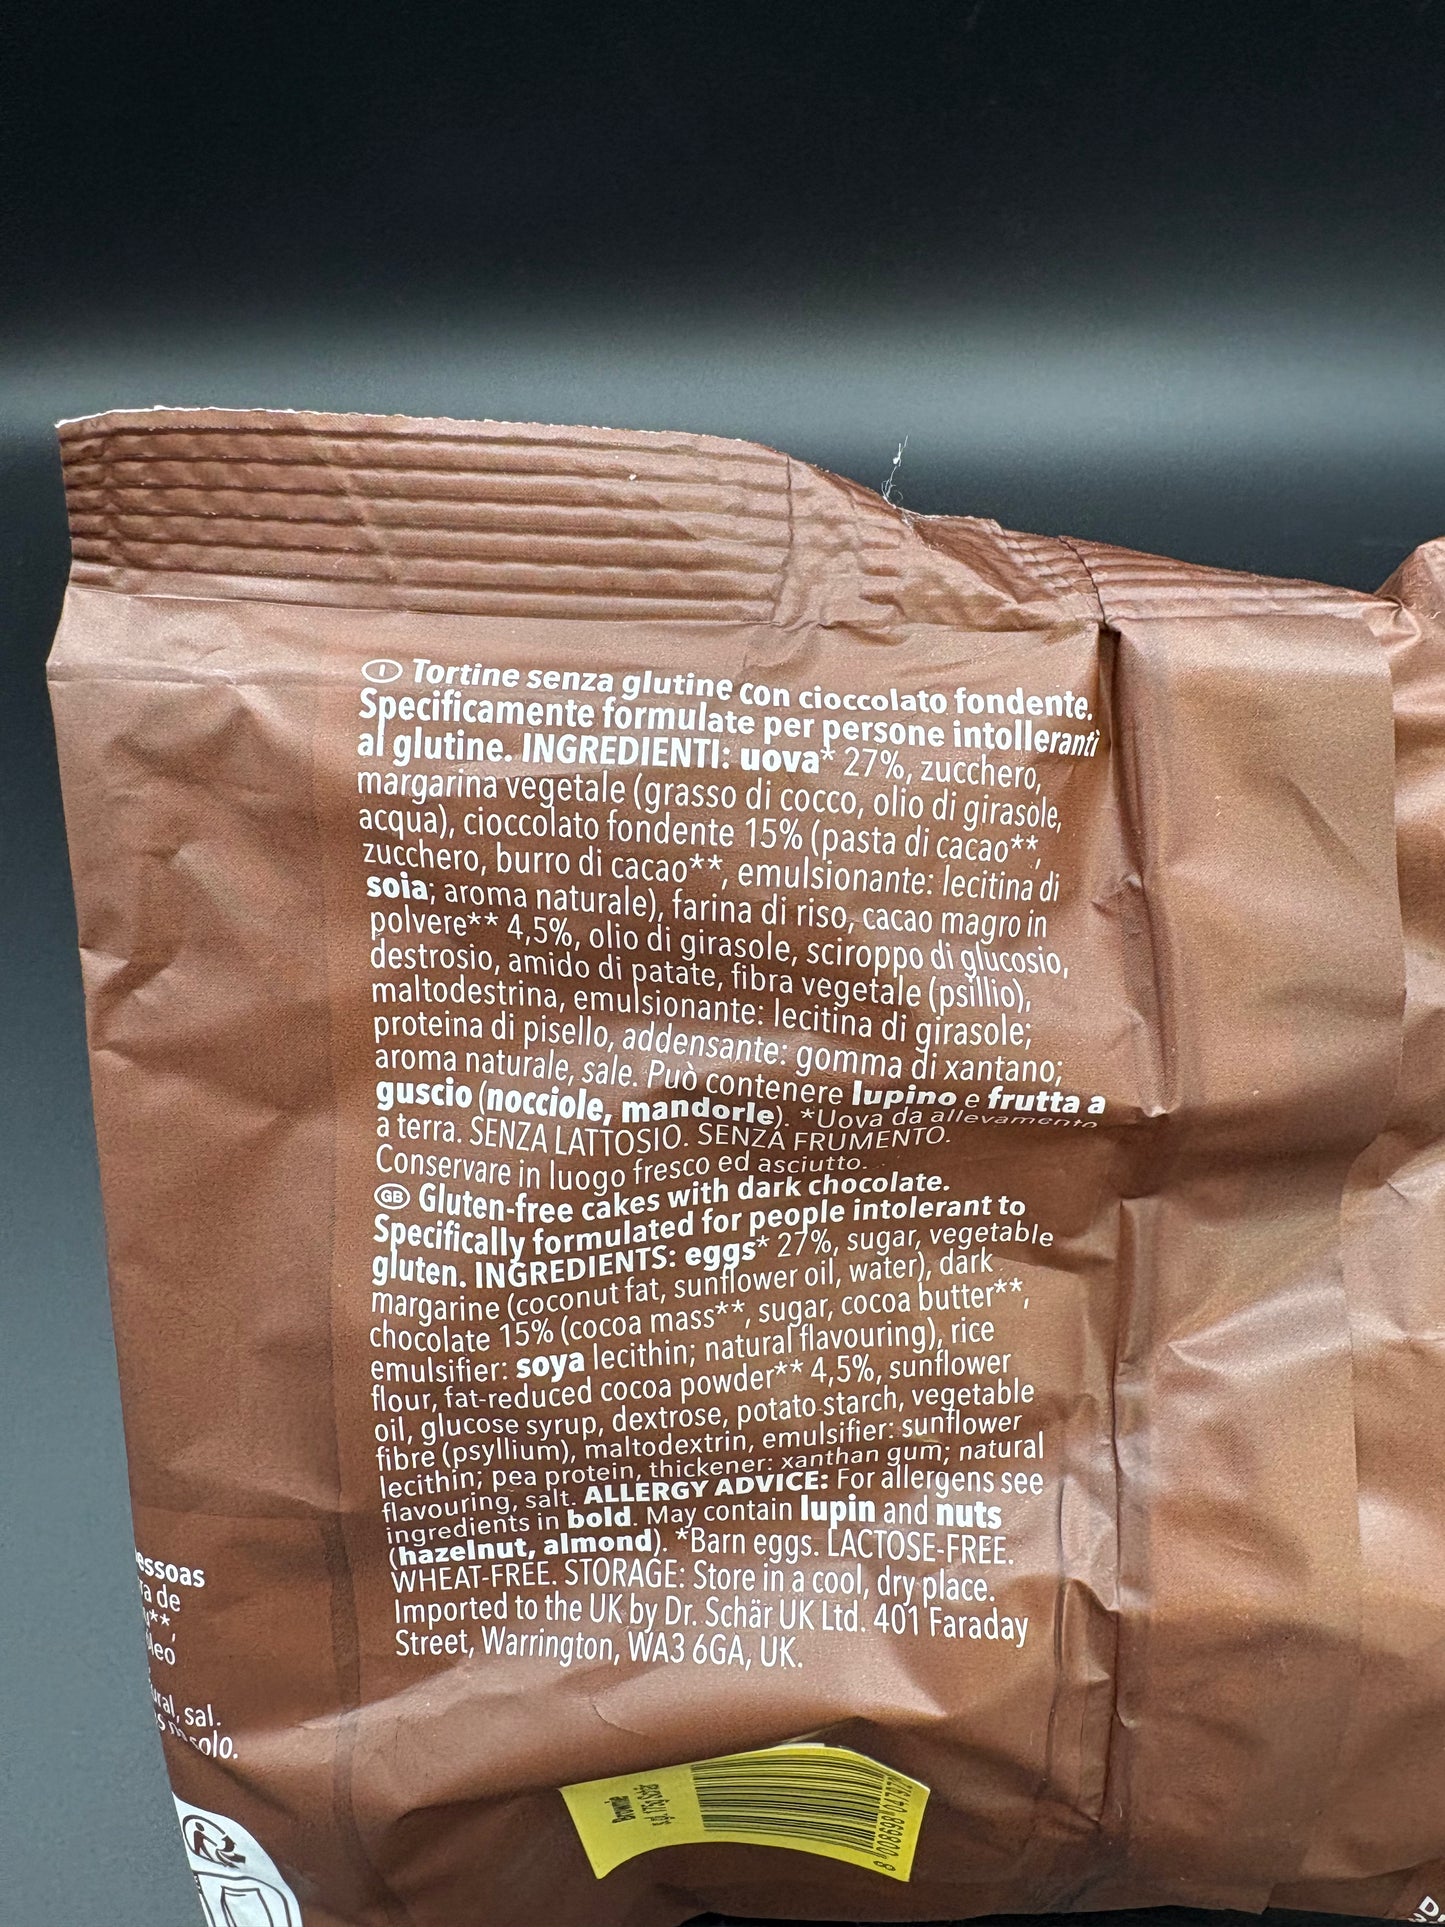 I Tortine senza glutine con cioccolato fondente.
Specificamente formulate per persone intolleranti
al glutine. INGREDIENTI: uova* 27%, zucchero,
margarina vegetale (grasso di cocco, olio di girasole,
acqua), cioccolato fondente 15% (pasta di cacao**,
zucchero, burro di cacao**, emulsionante: lecitina di
soia; aroma naturale), farina di riso, cacao magro in
polvere** 4,5%, olio di girasole, sciroppo di glucosio,
destrosio, amido di patate, fibra vegetale (psillio),
maltodestrina, emulsionante: lecitina di girasole;
proteina di pisello, addensante: gomma di xantano;
aroma naturale, sale. Può contenere lupino e frutta a
guscio (nocciole, mandorle). *Uova da allevamento
a terra. SENZA LATTOSIO. SENZA FRUMENTO.
Conservare in luogo fresco ed asciutto.
GB Gluten-free cakes with dark chocolate.
Specifically formulated for people intolerant to
gluten. INGREDIENTS: eggs* 27%, sugar, vegetable
margarine (coconut fat, sunflower oil, water), dark
chocolate 15% (cocoa mass**, sugar, cocoa butter**,
emulsifier: soya lecithin; natural flavouring), rice
flour, fat-reduced cocoa powder** 4,5%, sunflower
oil, glucose syrup, dextrose, potato starch, vegetable
fibre (psyllium), maltodextrin, emulsifier: sunflower
lecithin; pea protein, thickener: xanthan gum; natural
flavouring, salt. ALLERGY ADVICE: For allergens see
ingredients in bold. May contain lupin and nuts
(hazelnut, almond). *Barn eggs. LACTOSE-FREE.
WHEAT-FREE. STORAGE: Store in a cool, dry place.
Imported to the UK by Dr. Schär UK Ltd. 401 Faraday
Street, Warrington, WA3 6GA, UK.
essoas
de
leo
sal.
solo.
Brownie